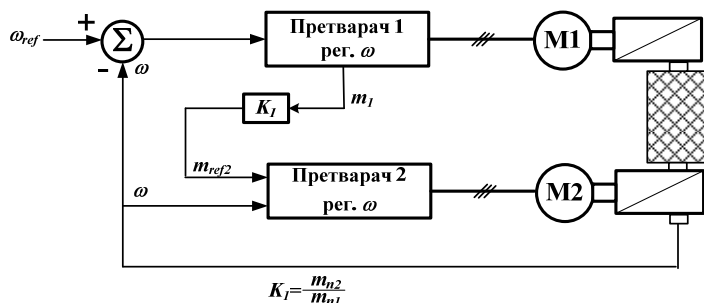 ω_ref
+
Σ
-
ω
Претварач 1
рег. ω
M1
m_1
K_1
m_ref2
ω
Претварач 2
рег. ω
M2
K_1 = m_n2 / m_n1